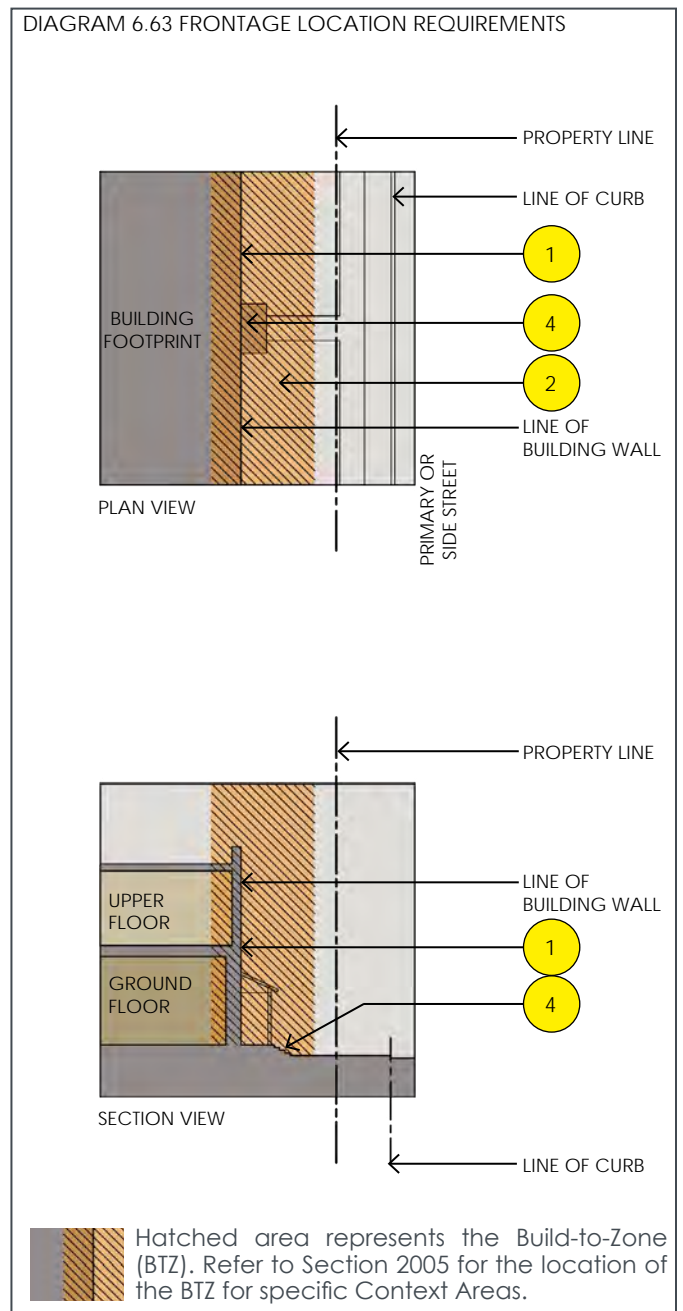 DIAGRAM 6.63 FRONTAGE LOCATION REQUIREMENTS
PROPERTY LINE
LINE OF CURB
1
BUILDING
FOOTPRINT
4
2
LINE OF
BUILDING WALL
PRIMARY OR
SIDE STREET
PLAN VIEW
PROPERTY LINE
LINE OF
BUILDING WALL
UPPER
FLOOR
1
GROUND
FLOOR
4
SECTION VIEW
LINE OF CURB
Hatched area represents the Build-to-Zone
(BTZ). Refer to Section 2005 for the location of
the BTZ for specific Context Areas.